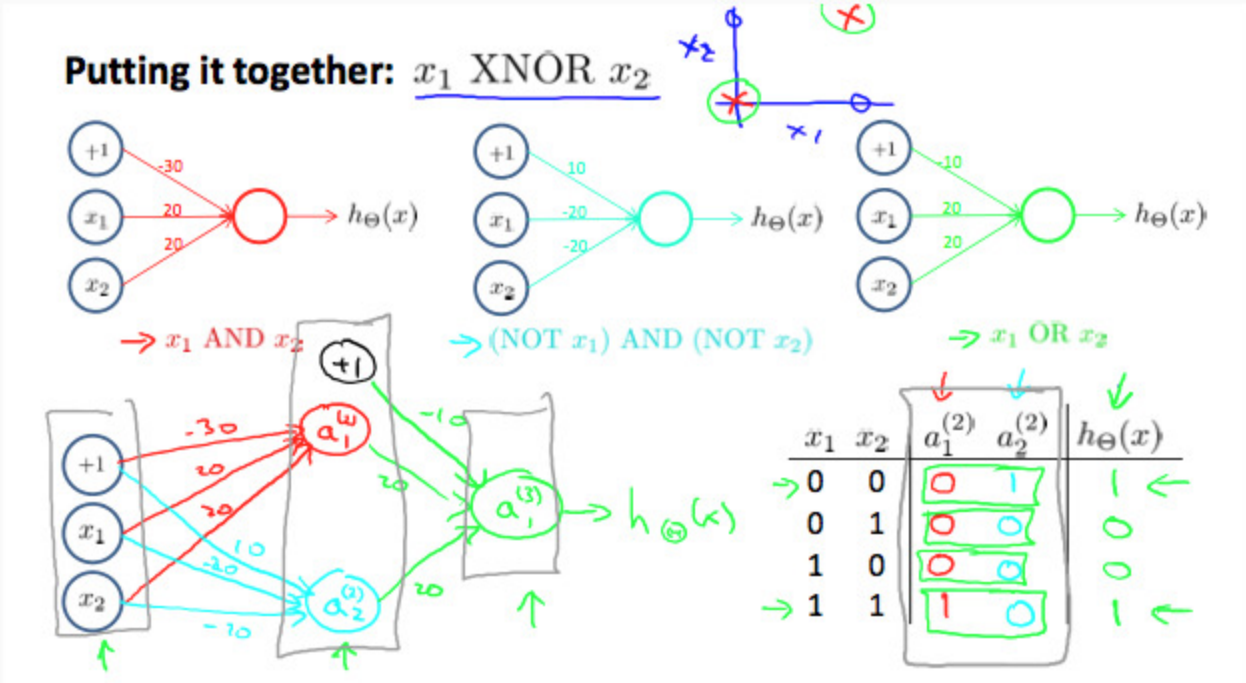 Putting it together: x₁ XNOR x₂
x₂
x₁
+1
-30
x₁
20
hΘ(x)
20
x₂
→ x₁ AND x₂
+1
10
x₁
-20
hΘ(x)
-20
x₂
→ (NOT x₁) AND (NOT x₂)
+1
-10
x₁
20
hΘ(x)
20
x₂
→ x₁ OR x₂
+1
x₁
x₂
-30
20
20
10
-20
-20
+1
a₁⁽²⁾
a₂⁽²⁾
-10
20
20
a₁⁽³⁾
→ hΘ(x)
x₁ x₂ a₁⁽²⁾ a₂⁽²⁾ hΘ(x)
→ 0 0 0 1 1 ←
0 1 0 0 0
1 0 0 0 0
→ 1 1 1 0 1 ←